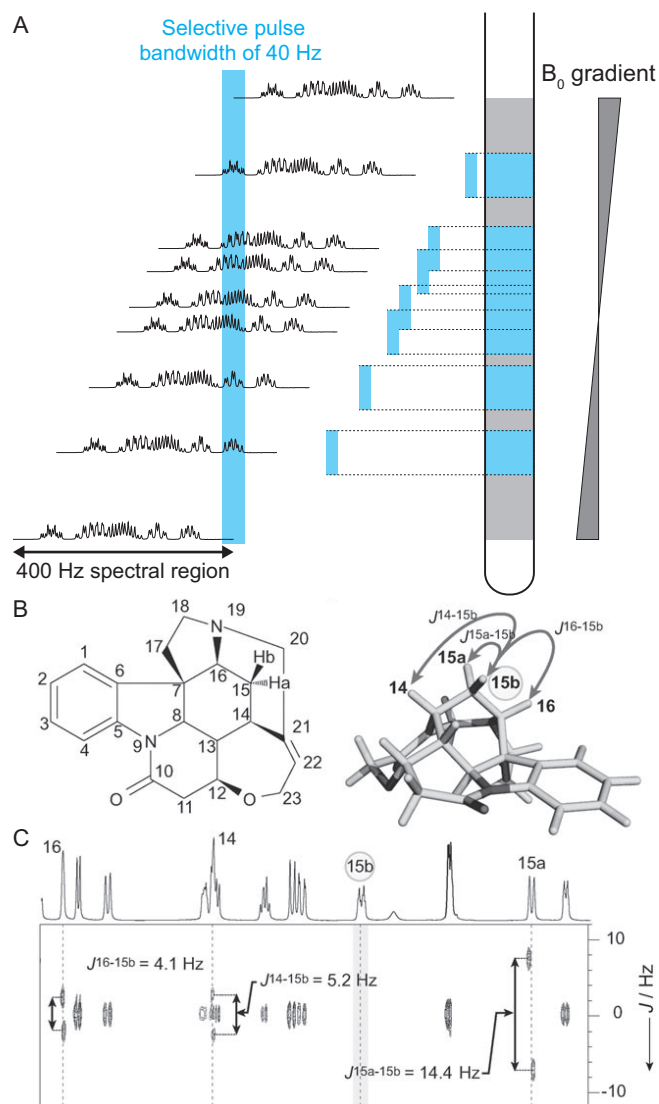 A
Selective pulse
bandwidth of 40 Hz
B0 gradient
400 Hz spectral region
B
18
19
N
20
17
Hb
1
6
16
2
7
15
Ha
3
8
14
21
4
5
N
9
13
22
10
O
11
12
O
23
J14-15b
J15a-15b
J16-15b
15a
14
15b
16
C
16
14
15b
15a
J16-15b = 4.1 Hz
J14-15b = 5.2 Hz
J15a-15b = 14.4 Hz
10
0
-10
J / Hz